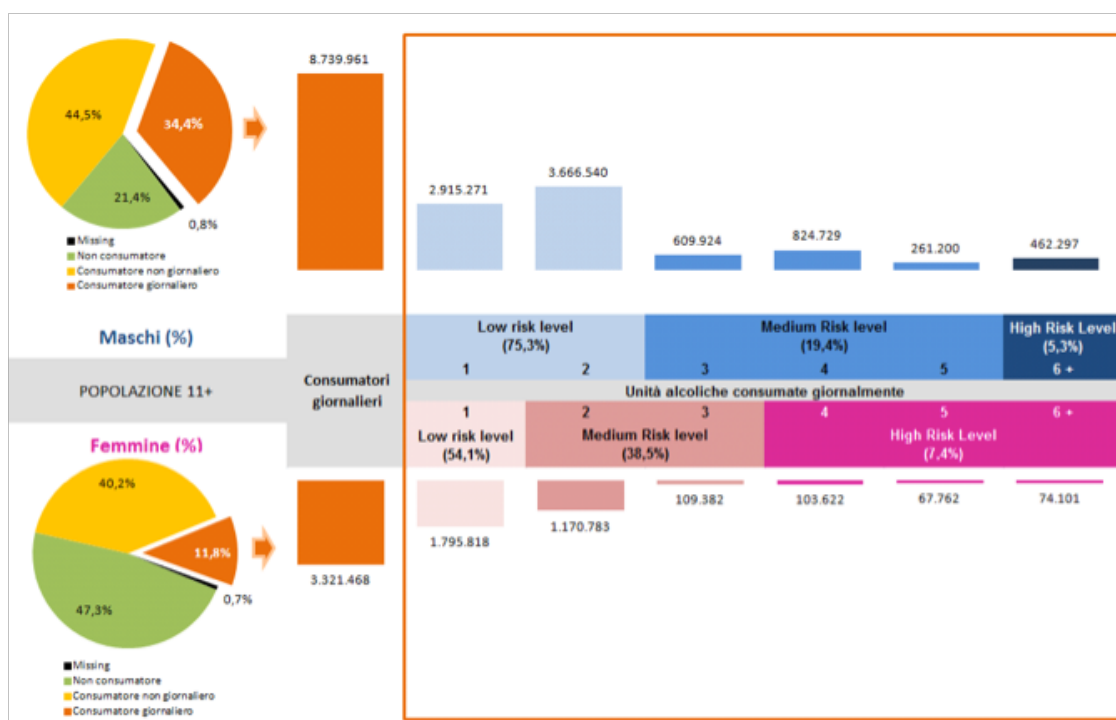 44,5%
34,4%
21,4%
0,8%
Missing
Non consumatore
Consumatore non giornaliero
Consumatore giornaliero
8.739.961
2.915.271
3.666.540
609.924
824.729
261.200
462.297
Maschi (%)
POPOLAZIONE 11+
Femmine (%)
Consumatori
giornalieri
Low risk level
(75,3%)
Medium Risk level
(19,4%)
High Risk Level
(5,3%)
1 2 3 4 5 6 +
Unità alcoliche consumate giornalmente
1 2 3 4 5 6 +
Low risk level
(54,1%)
Medium Risk level
(38,5%)
High Risk Level
(7,4%)
40,2%
11,8%
0,7%
47,3%
3.321.468
1.795.818
1.170.783
109.382
103.622
67.762
74.101
Missing
Non consumatore
Consumatore non giornaliero
Consumatore giornaliero